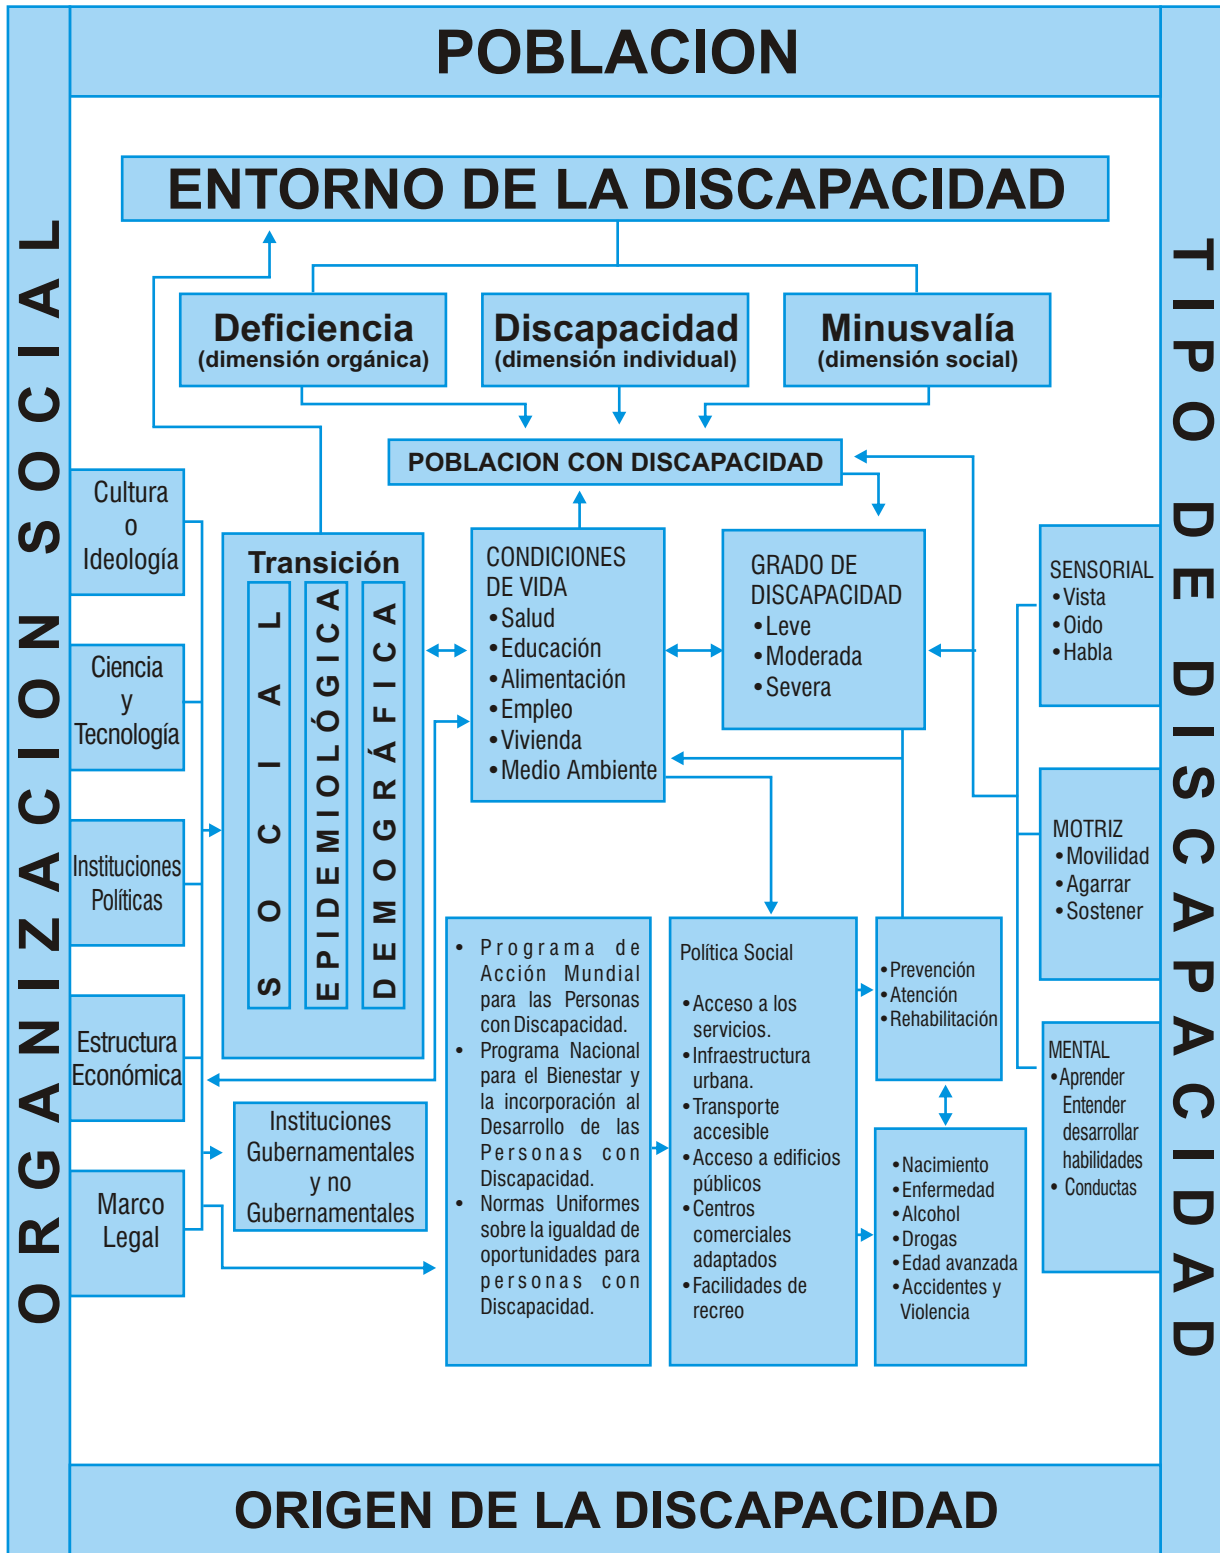 POBLACION
ORGANIZACION SOCIAL
TIPO DE DISCAPACIDAD
ENTORNO DE LA DISCAPACIDAD
Deficiencia
(dimensión orgánica)
Discapacidad
(dimensión individual)
Minusvalía
(dimensión social)
POBLACION CON DISCAPACIDAD
Cultura
o
Ideología
Ciencia
y
Tecnología
Instituciones
Políticas
Estructura
Económica
Marco
Legal
Transición
SOCIAL
EPIDEMIOLÓGICA
DEMOGRÁFICA
CONDICIONES
DE VIDA
•Salud
•Educación
•Alimentación
•Empleo
•Vivienda
•Medio Ambiente
GRADO DE
DISCAPACIDAD
•Leve
•Moderada
•Severa
SENSORIAL
•Vista
•Oido
•Habla
MOTRIZ
•Movilidad
•Agarrar
•Sostener
MENTAL
•Aprender
Entender
desarrollar
habilidades
• Conductas
Instituciones
Gubernamentales
y no
Gubernamentales
• Programa de
Acción Mundial
para las Personas
con Discapacidad.
• Programa Nacional
para el Bienestar y
la incorporación al
Desarrollo de las
Personas con
Discapacidad.
• Normas Uniformes
sobre la igualdad de
oportunidades para
personas con
Discapacidad.
Política Social
•Acceso a los
servicios.
•Infraestructura
urbana.
•Transporte
accesible
•Acceso a edificios
públicos
•Centros
comerciales
adaptados
•Facilidades de
recreo
•Prevención
•Atención
•Rehabilitación
•Nacimiento
•Enfermedad
•Alcohol
•Drogas
•Edad avanzada
•Accidentes y
Violencia
ORIGEN DE LA DISCAPACIDAD